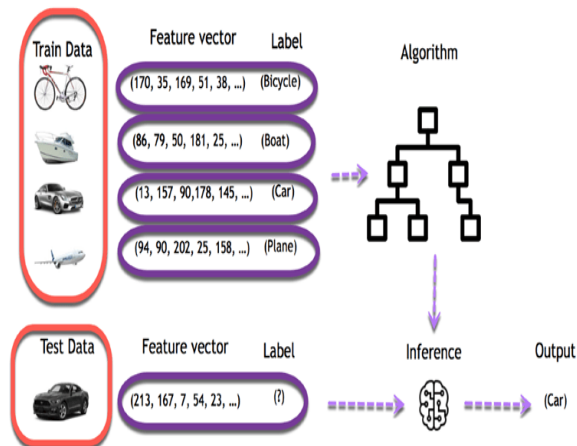 Train Data
Feature vector
Label
Algorithm
(170, 35, 169, 51, 38, ...) (Bicycle)
(86, 79, 50, 181, 25, ... ) (Boat)
(13, 157, 90,178, 145, ...) (Car)
(94, 90, 202, 25, 158, ...) (Plane)
Test Data
Feature vector
Label
Inference
Output
(213, 167, 7, 54, 23, ...) (?)
(Car)